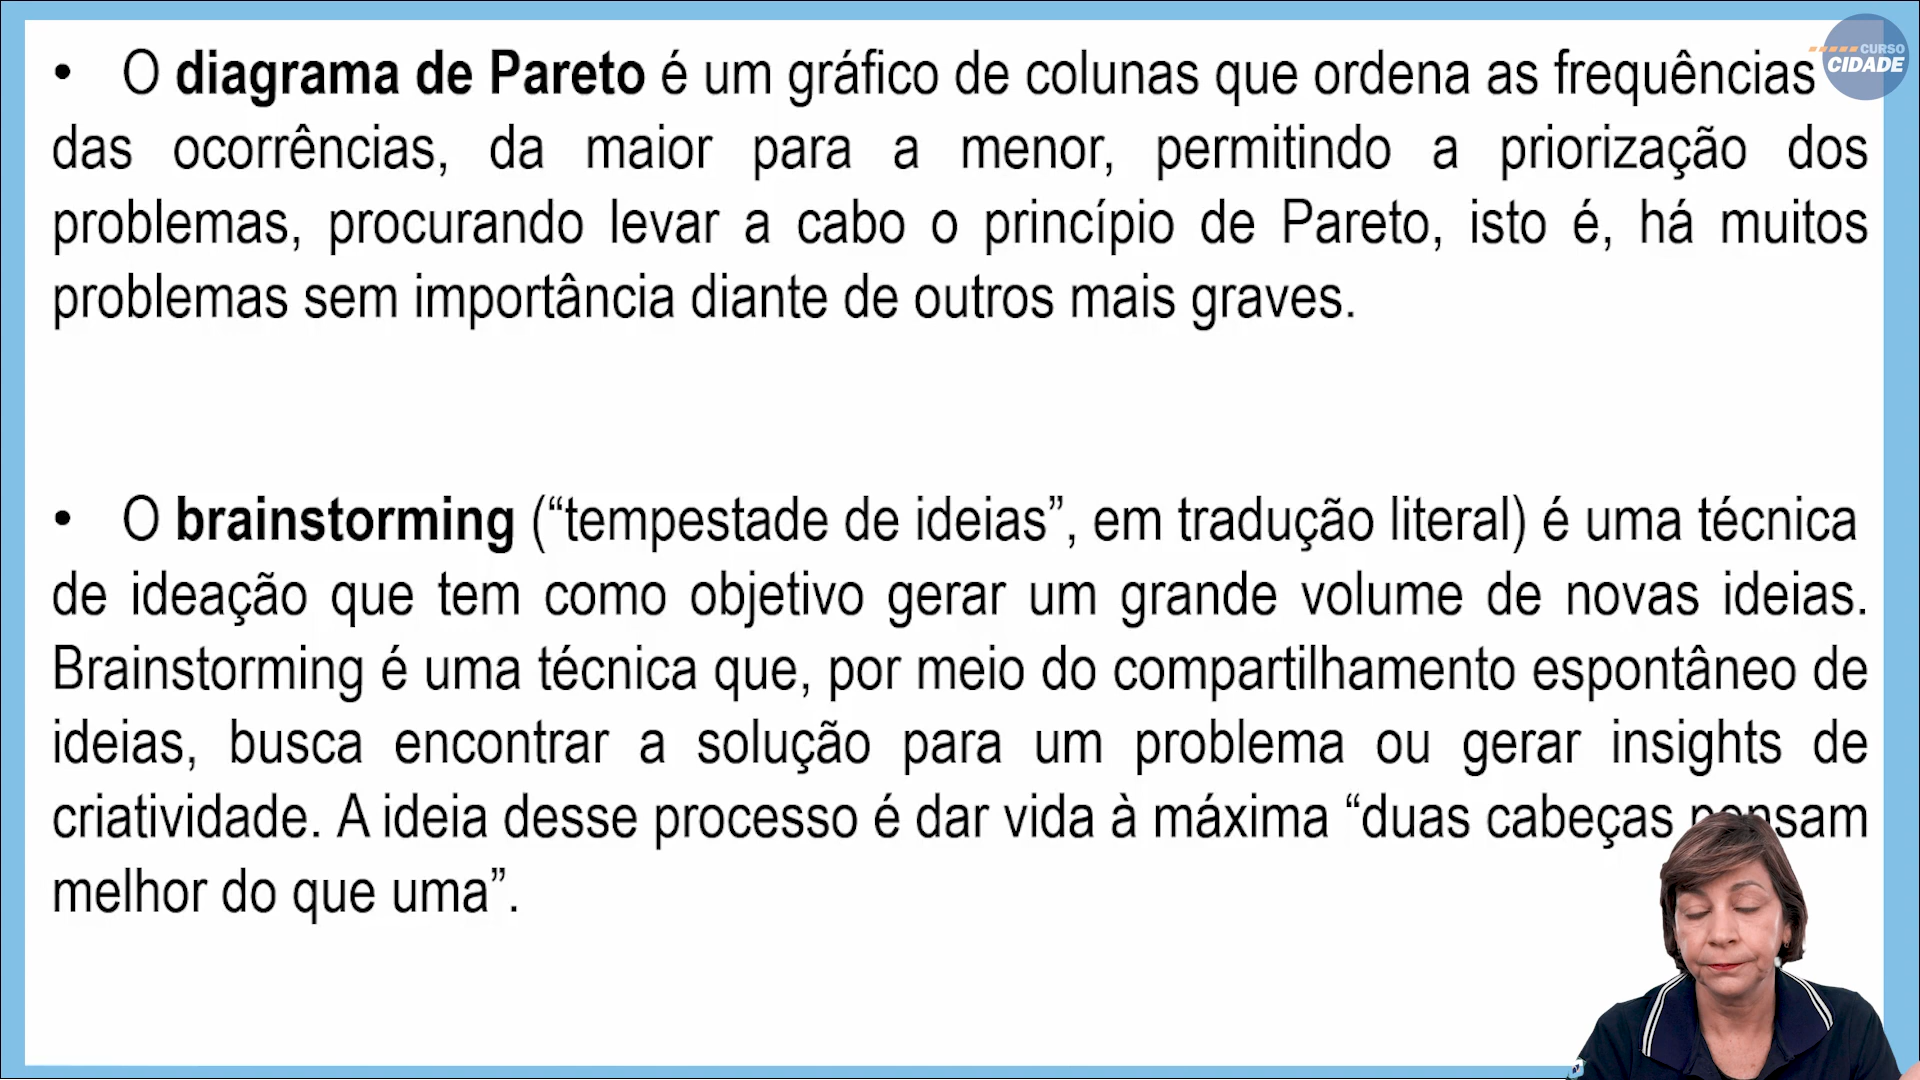 CURSO
CIDADE
• O diagrama de Pareto é um gráfico de colunas que ordena as frequências
das ocorrências, da maior para a menor, permitindo a priorização dos
problemas, procurando levar a cabo o princípio de Pareto, isto é, há muitos
problemas sem importância diante de outros mais graves.
• O brainstorming (“tempestade de ideias”, em tradução literal) é uma técnica
de ideação que tem como objetivo gerar um grande volume de novas ideias.
Brainstorming é uma técnica que, por meio do compartilhamento espontâneo de
ideias, busca encontrar a solução para um problema ou gerar insights de
criatividade. A ideia desse processo é dar vida à máxima “duas cabeças pensam
melhor do que uma”.